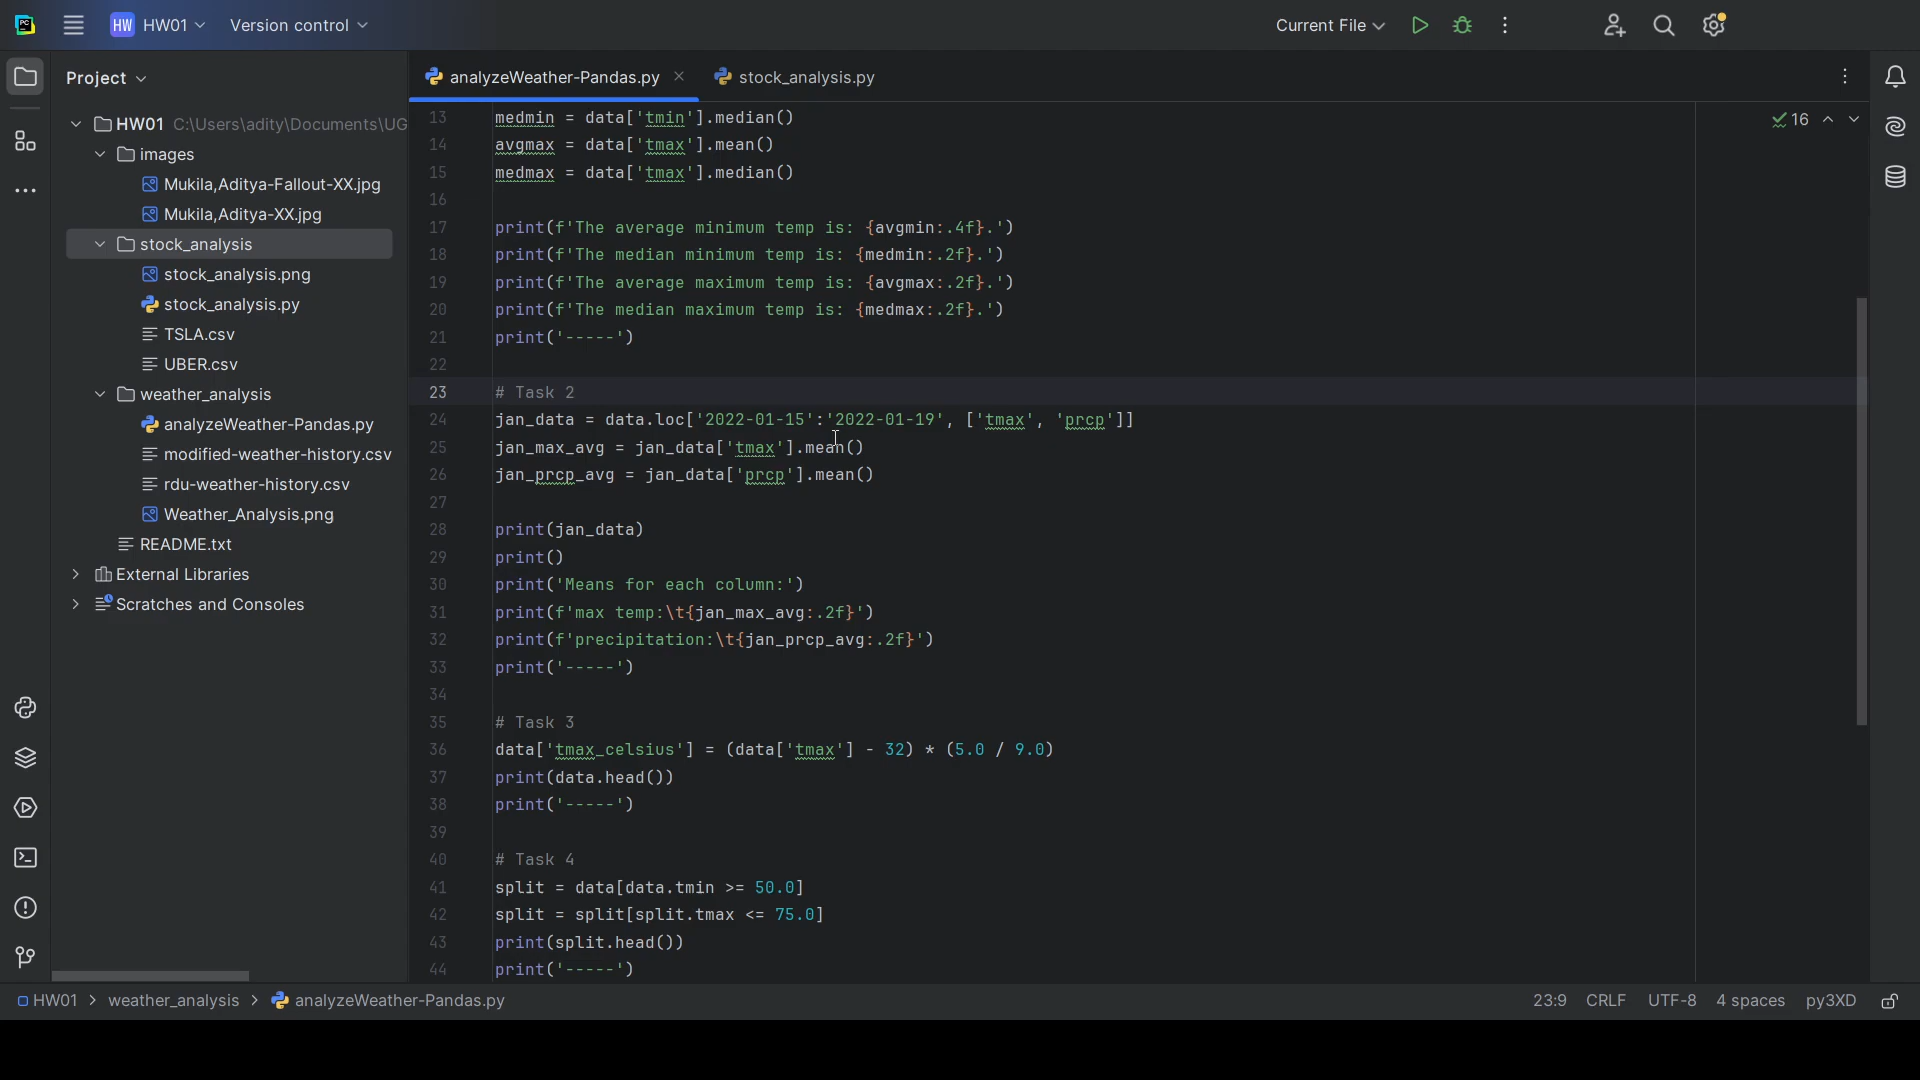 PC HW HW01 Version control Current File
Project
HW01 C:\Users\adity\Documents\UG
images
Mukila,Aditya-Fallout-XX.jpg
Mukila,Aditya-XX.jpg
stock_analysis
stock_analysis.png
stock_analysis.py
TSLA.csv
UBER.csv
weather_analysis
analyzeWeather-Pandas.py
modified-weather-history.csv
rdu-weather-history.csv
Weather_Analysis.png
README.txt
External Libraries
Scratches and Consoles
analyzeWeather-Pandas.py stock_analysis.py
16
13 medmin = data['tmin'].median()
14 avgmax = data['tmax'].mean()
15 medmax = data['tmax'].median()
16
17 print(f'The average minimum temp is: {avgmin:.4f}.')
18 print(f'The median minimum temp is: {medmin:.2f}.')
19 print(f'The average maximum temp is: {avgmax:.2f}.')
20 print(f'The median maximum temp is: {medmax:.2f}.')
21 print('-----')
22
23 # Task 2
24 jan_data = data.loc['2022-01-15':'2022-01-19', ['tmax', 'prcp']]
25 jan_max_avg = jan_data['tmax'].mean()
26 jan_prcp_avg = jan_data['prcp'].mean()
27
28 print(jan_data)
29 print()
30 print('Means for each column:')
31 print(f'max temp:\t{jan_max_avg:.2f}')
32 print(f'precipitation:\t{jan_prcp_avg:.2f}')
33 print('-----')
34
35 # Task 3
36 data['tmax_celsius'] = (data['tmax'] - 32) * (5.0 / 9.0)
37 print(data.head())
38 print('-----')
39
40 # Task 4
41 split = data[data.tmin >= 50.0]
42 split = split[split.tmax <= 75.0]
43 print(split.head())
44 print('-----')
HW01 > weather_analysis > analyzeWeather-Pandas.py 23:9 CRLF UTF-8 4 spaces py3XD